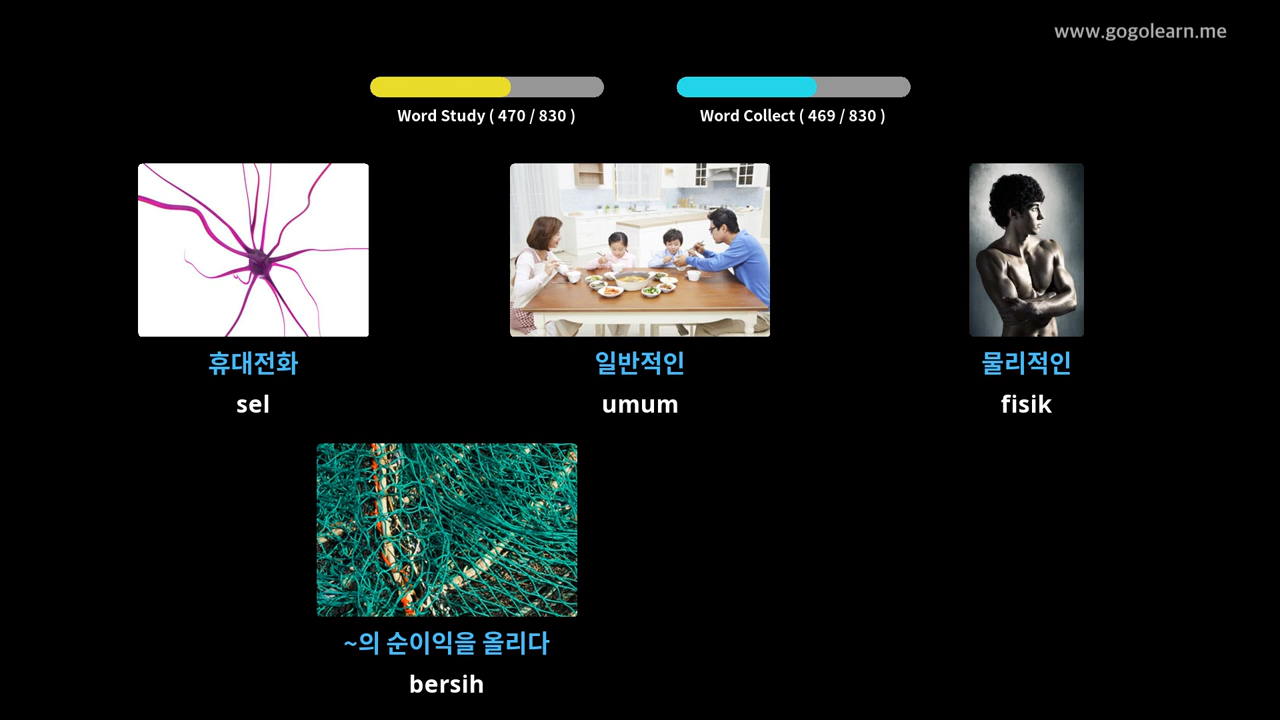 www.gogolearn.me
Word Study ( 470 / 830 )
Word Collect ( 469 / 830 )
휴대전화
sel
일반적인
umum
물리적인
fisik
~의 순이익을 올리다
bersih